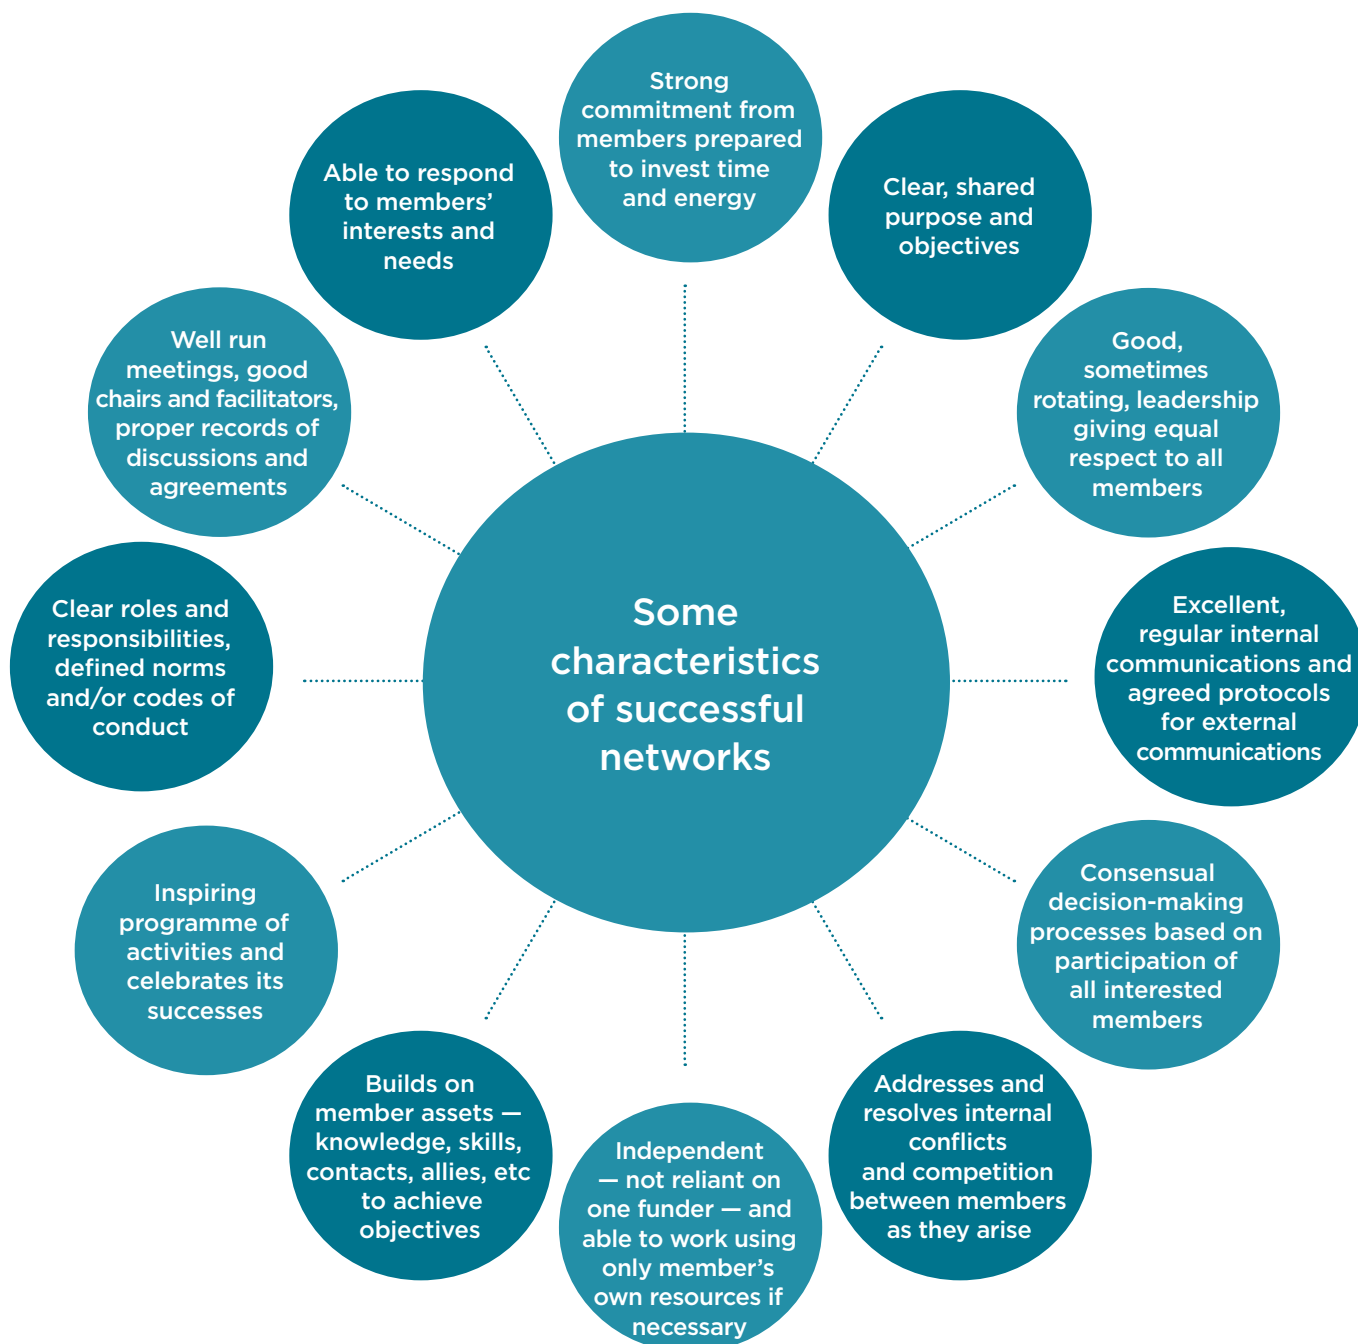 Strong
commitment from
members prepared
to invest time
and energy
Clear, shared
purpose and
objectives
Good,
sometimes
rotating, leadership
giving equal
respect to all
members
Excellent,
regular internal
communications and
agreed protocols
for external
communications
Consensual
decision-making
processes based on
participation of
all interested
members
Addresses and
resolves internal
conflicts
and competition
between members
as they arise
Independent
— not reliant on
one funder — and
able to work using
only member’s
own resources if
necessary
Builds on
member assets —
knowledge, skills,
contacts, allies, etc
to achieve
objectives
Inspiring
programme of
activities and
celebrates its
successes
Clear roles and
responsibilities,
defined norms
and/or codes of
conduct
Well run
meetings, good
chairs and facilitators,
proper records of
discussions and
agreements
Able to respond
to members’
interests and
needs
Some
characteristics
of successful
networks